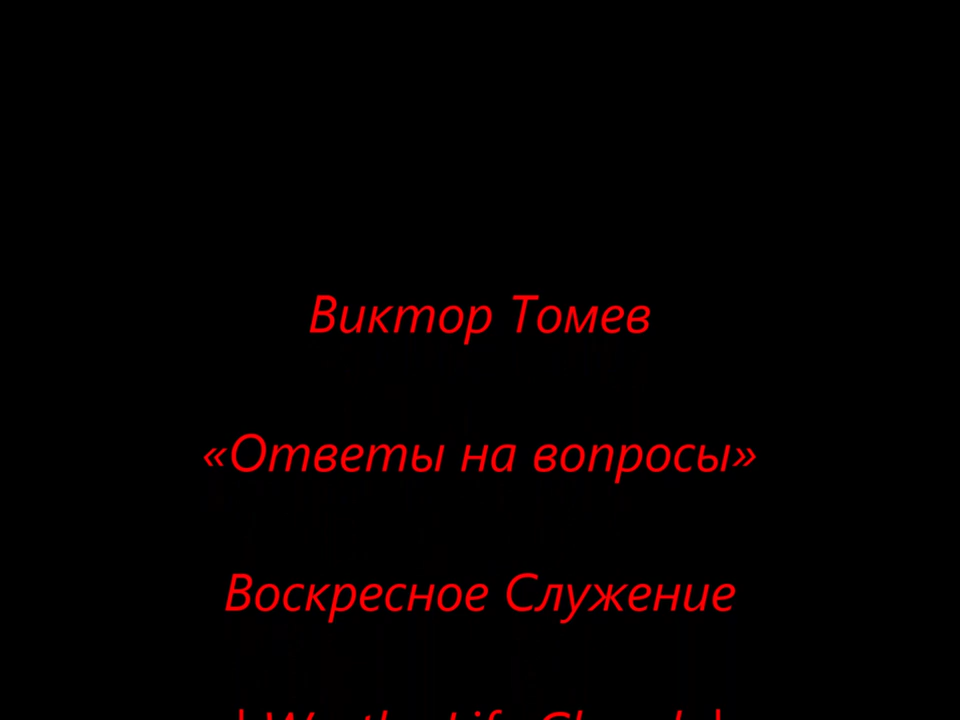 Виктор Томев
«Ответы на вопросы»
Воскресное Служение